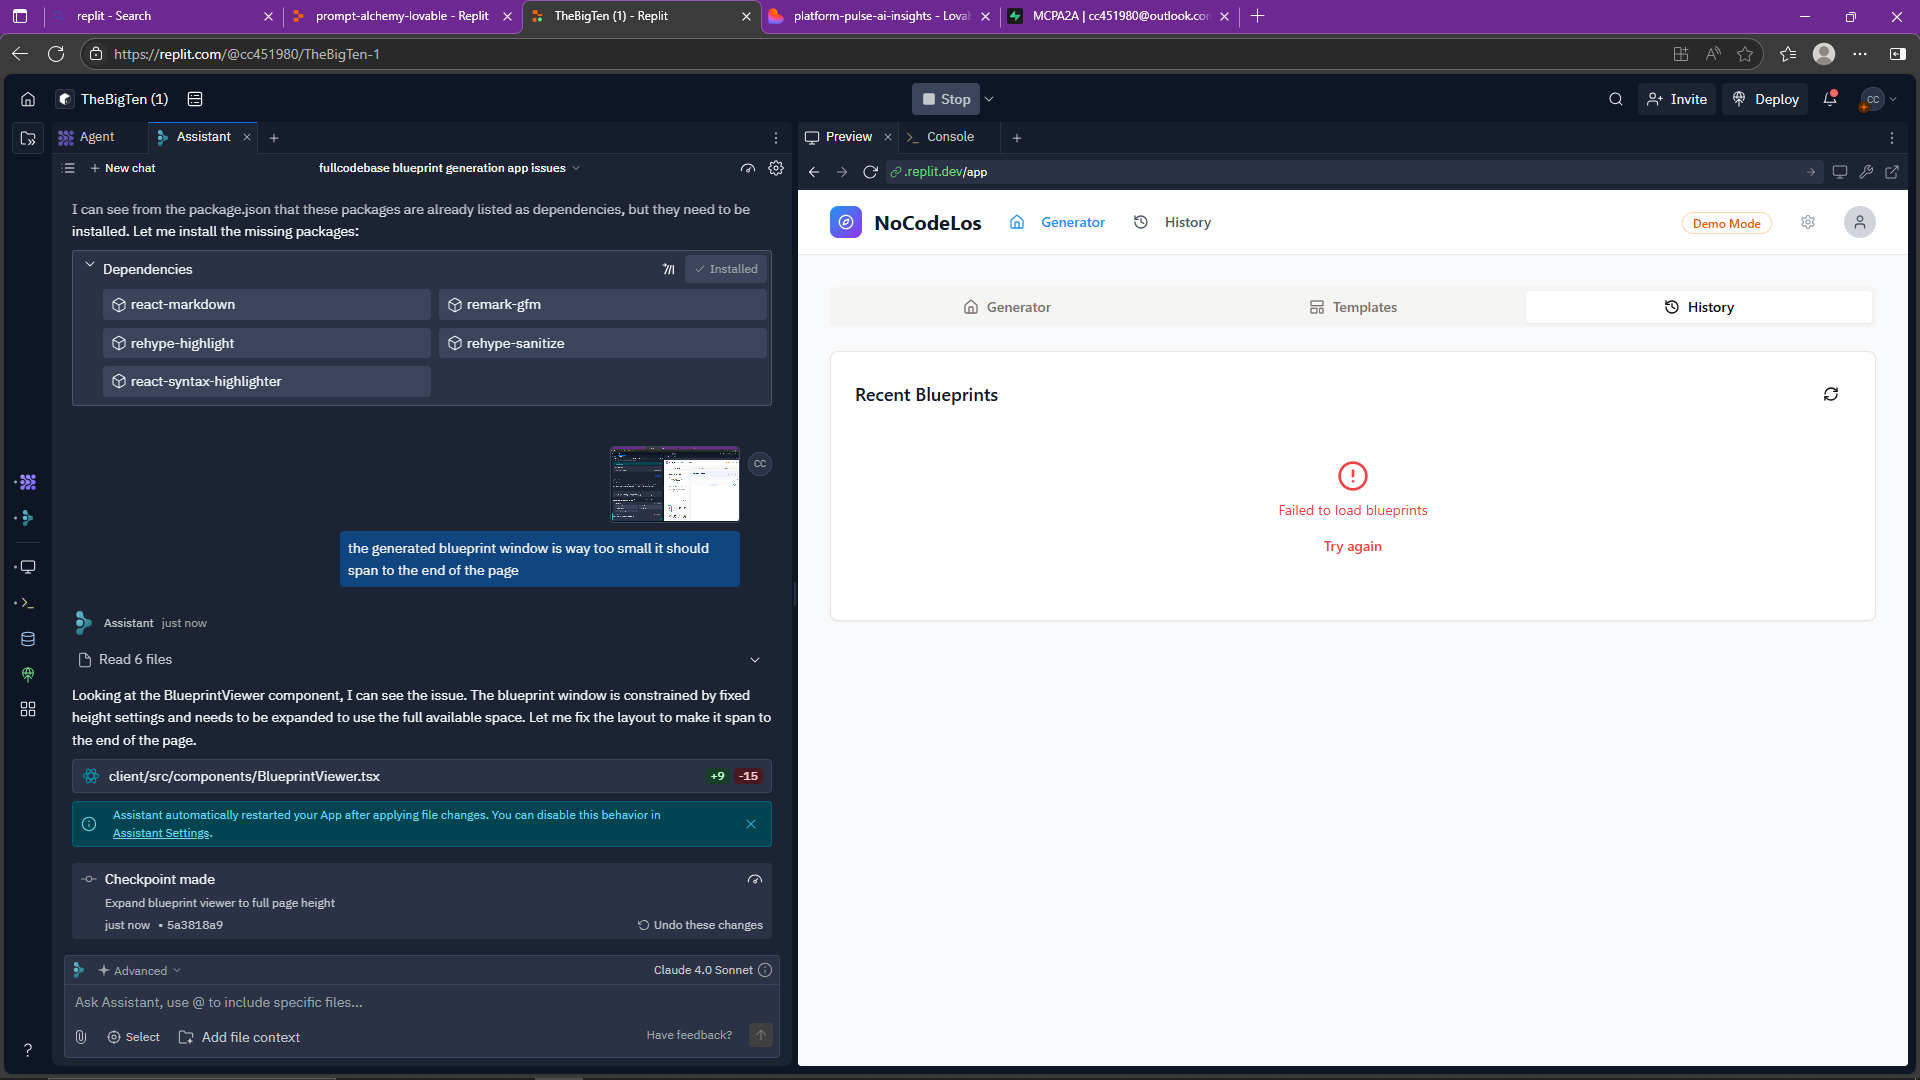 replit - Search
prompt-alchemy-lovable - Replit
TheBigTen (1) - Replit
platform-pulse-ai-insights - Lova
MCPA2A | cc451980@outlook.co
https://replit.com/@cc451980/TheBigTen-1
TheBigTen (1)
Stop
Invite
Deploy
CC
Agent
Assistant
Preview
Console
New chat
fullcodebase blueprint generation app issues
.replit.dev/app
I can see from the package.json that these packages are already listed as dependencies, but they need to be
installed. Let me install the missing packages:
Dependencies
Installed
react-markdown
remark-gfm
rehype-highlight
rehype-sanitize
react-syntax-highlighter
CC
the generated blueprint window is way too small it should
span to the end of the page
Assistant just now
Read 6 files
Looking at the BlueprintViewer component, I can see the issue. The blueprint window is constrained by fixed
height settings and needs to be expanded to use the full available space. Let me fix the layout to make it span to
the end of the page.
client/src/components/BlueprintViewer.tsx
+9 -15
Assistant automatically restarted your App after applying file changes. You can disable this behavior in
Assistant Settings.
Checkpoint made
Expand blueprint viewer to full page height
just now • 5a3818a9
Undo these changes
Advanced
Claude 4.0 Sonnet
Ask Assistant, use @ to include specific files...
Select
Add file context
Have feedback?
?
NoCodeLos
Generator
History
Demo Mode
Generator
Templates
History
Recent Blueprints
Failed to load blueprints
Try again